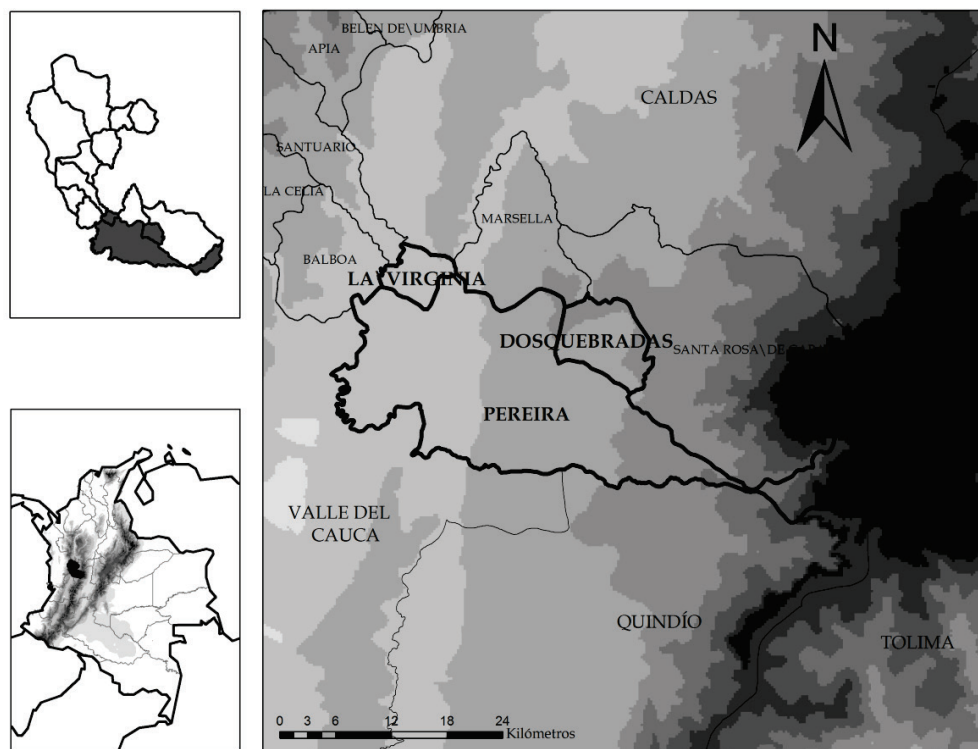 BELEN DE\UMBRIA
APIA
N
CALDAS
SANTUARIO
LA CELIA
MARSELLA
BALBOA
LA VIRGINIA
DOSQUEBRADAS
SANTA ROSA\DE
PEREIRA
VALLE DEL
CAUCA
QUINDÍO
TOLIMA
0 3 6 12 18 24
Kilómetros